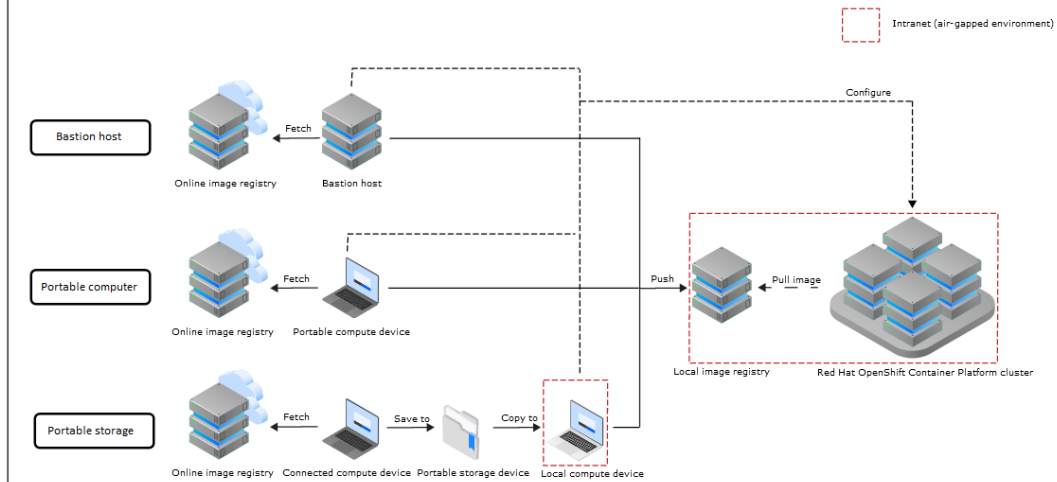 Intranet (air-gapped environment)
Configure
Bastion host
Fetch
Online image registry
Bastion host
Portable computer
Fetch
Push
Pull image
Online image registry
Portable compute device
Local image registry
Red Hat OpenShift Container Platform cluster
Portable storage
Fetch
Save to
Copy to
Online image registry
Connected compute device
Portable storage device
Local compute device